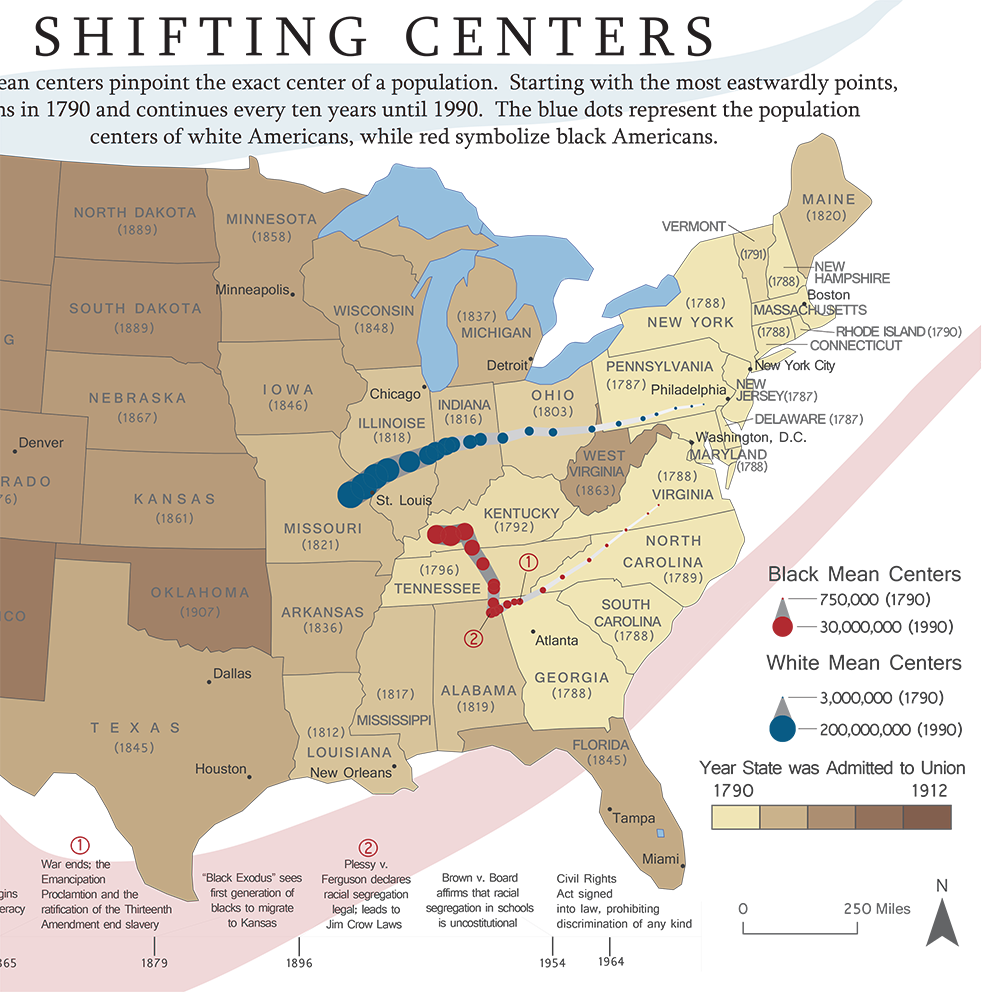 SHIFTING CENTERS
ean centers pinpoint the exact center of a population. Starting with the most eastwardly points,
ns in 1790 and continues every ten years until 1990. The blue dots represent the population
centers of white Americans, while red symbolize black Americans.
MAINE
(1820)
NORTH DAKOTA
(1889)
MINNESOTA
(1858)
VERMONT
(1791)
NEW
HAMPSHIRE
(1788)
Minneapolis
Boston
MASSACHUSETTS
SOUTH DAKOTA
(1889)
WISCONSIN
(1848)
(1837)
MICHIGAN
(1788)
NEW YORK
(1788)
RHODE ISLAND (1790)
CONNECTICUT
G
Detroit
New York City
PENNSYLVANIA
(1787)
Philadelphia
NEW
JERSEY(1787)
NEBRASKA
(1867)
IOWA
(1846)
Chicago
ILLINOISE
(1818)
INDIANA
(1816)
OHIO
(1803)
DELAWARE (1787)
Washington, D.C.
MARYLAND
(1788)
Denver
RADO
76)
KANSAS
(1861)
St. Louis
WEST
VIRGINIA
(1863)
(1788)
VIRGINIA
MISSOURI
(1821)
KENTUCKY
(1792)
NORTH
CAROLINA
(1789)
(1796)
TENNESSEE
1
2
CO
OKLAHOMA
(1907)
ARKANSAS
(1836)
SOUTH
CAROLINA
(1788)
Atlanta
GEORGIA
(1788)
Dallas
TEXAS
(1845)
(1817)
MISSISSIPPI
ALABAMA
(1819)
(1812)
LOUISIANA
New Orleans
Houston
FLORIDA
(1845)
Tampa
Miami
Black Mean Centers
750,000 (1790)
30,000,000 (1990)
White Mean Centers
3,000,000 (1790)
200,000,000 (1990)
Year State was Admitted to Union
1790 1912
gins
eracy
365
1
War ends; the
Emancipation
Proclamtion and the
ratification of the Thirteenth
Amendment end slavery
"Black Exodus" sees
first generation of
blacks to migrate
to Kansas
1879
2
Plessy v.
Ferguson declares
racial segregation
legal; leads to
Jim Crow Laws
1896
Brown v. Board
affirms that racial
segregation in schools
is uncostitutional
1954
Civil Rights
Act signed
into law, prohibiting
discrimination of any kind
1964
0 250 Miles
N